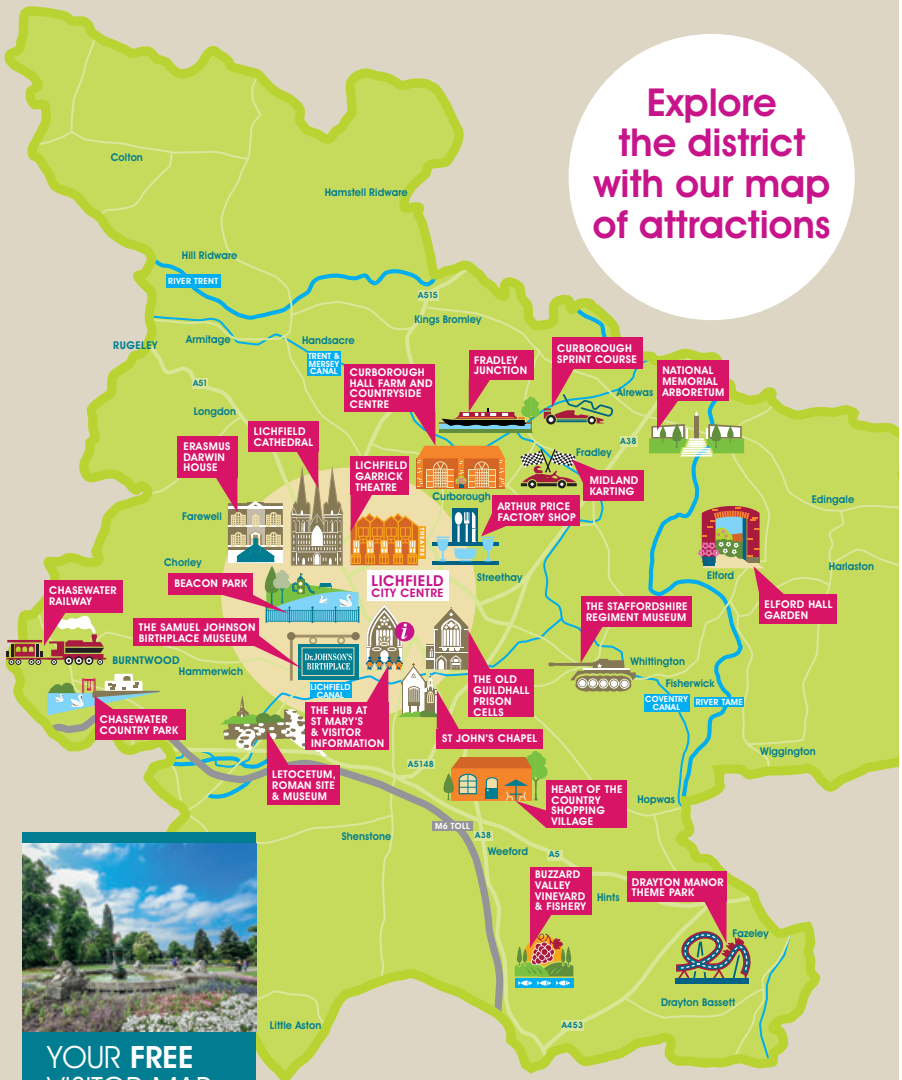 Explore
the district
with our map
of attractions
Colton
Hamstell Ridware
Hill Ridware
RIVER TRENT
A515
Kings Bromley
RUGELEY
Armitage
Handsacre
TRENT &
MERSEY
CANAL
A51
Longdon
CURBOROUGH
HALL FARM AND
COUNTRYSIDE
CENTRE
FRADLEY
JUNCTION
CURBOROUGH
SPRINT COURSE
Alrewas
NATIONAL
MEMORIAL
ARBORETUM
ERASMUS
DARWIN
HOUSE
LICHFIELD
CATHEDRAL
LICHFIELD
GARRICK
THEATRE
A38
Fradley
MIDLAND
KARTING
Curborough
ARTHUR PRICE
FACTORY SHOP
THEATRE
Edingale
Farewell
Chorley
Harlaston
Elford
ELFORD HALL
GARDEN
BEACON PARK
LICHFIELD
CITY CENTRE
Streethay
CHASEWATER
RAILWAY
THE SAMUEL JOHNSON
BIRTHPLACE MUSEUM
i
THE STAFFORDSHIRE
REGIMENT MUSEUM
BURNTWOOD
Hammerwich
Dr. JOHNSON'S
BIRTHPLACE
LICHFIELD
CANAL
Whittington
Fisherwick
COVENTRY
CANAL
RIVER TAME
CHASEWATER
COUNTRY PARK
THE HUB AT
ST MARY'S
& VISITOR
INFORMATION
THE OLD
GUILDHALL
PRISON
CELLS
ST JOHN'S CHAPEL
Wiggington
LETOCETUM,
ROMAN SITE
& MUSEUM
A5148
HEART OF THE
COUNTRY
SHOPPING
VILLAGE
Hopwas
M6 TOLL
Shenstone
A38
Weeford
A5
BUZZARD
VALLEY
VINEYARD
& FISHERY
Hints
DRAYTON MANOR
THEME PARK
Fazeley
Drayton Bassett
Little Aston
A453
YOUR FREE
VISITOR MAP